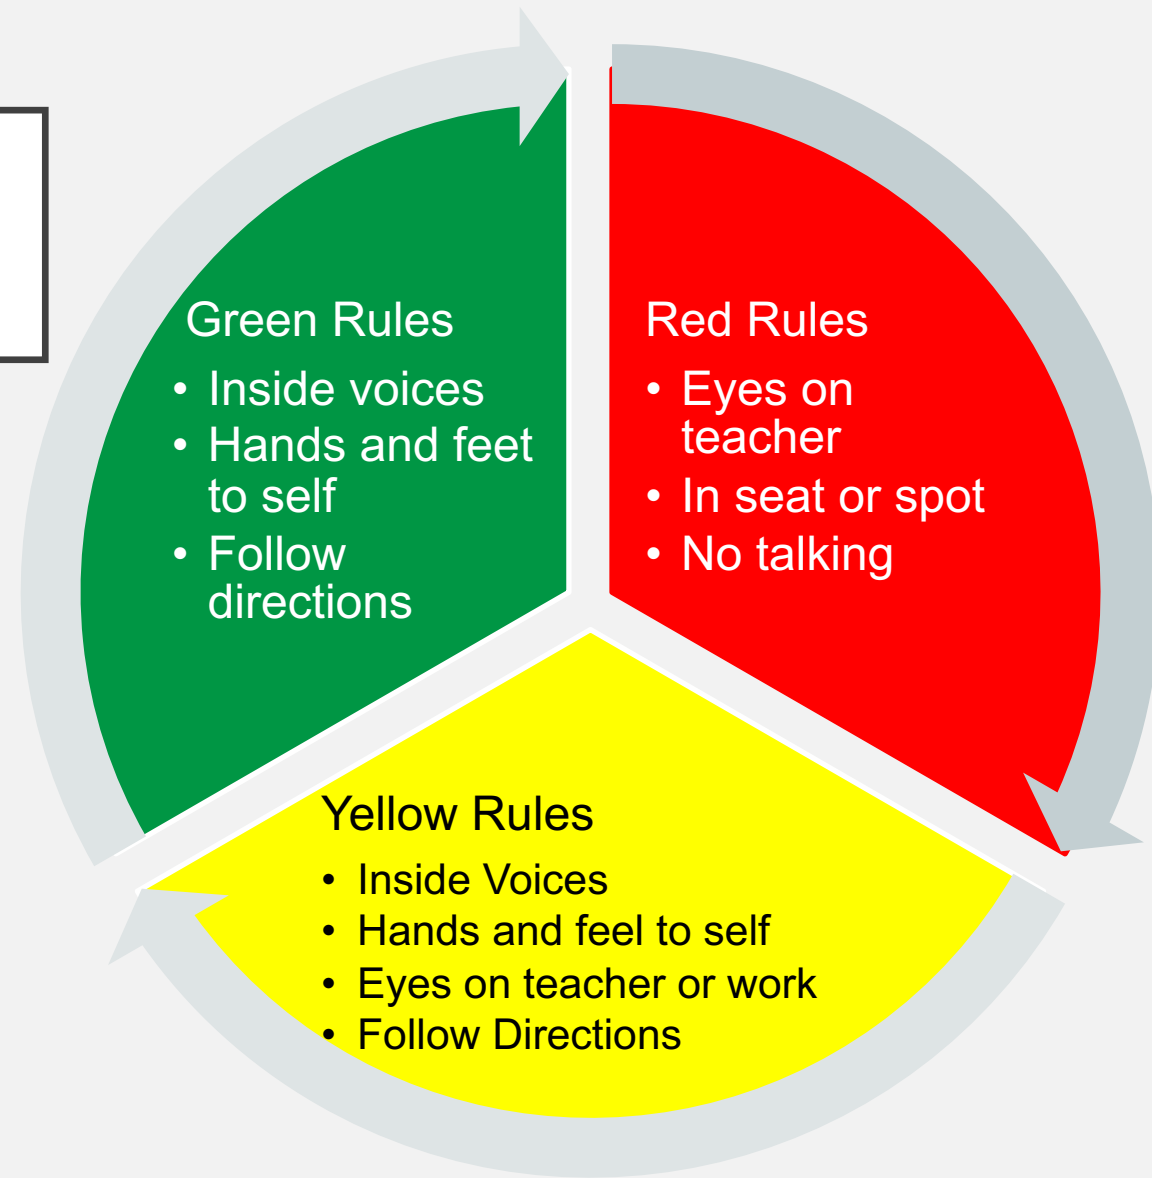 Green Rules
• Inside voices
• Hands and feet
to self
• Follow
directions
Red Rules
• Eyes on
teacher
• In seat or spot
• No talking
Yellow Rules
• Inside Voices
• Hands and feel to self
• Eyes on teacher or work
• Follow Directions